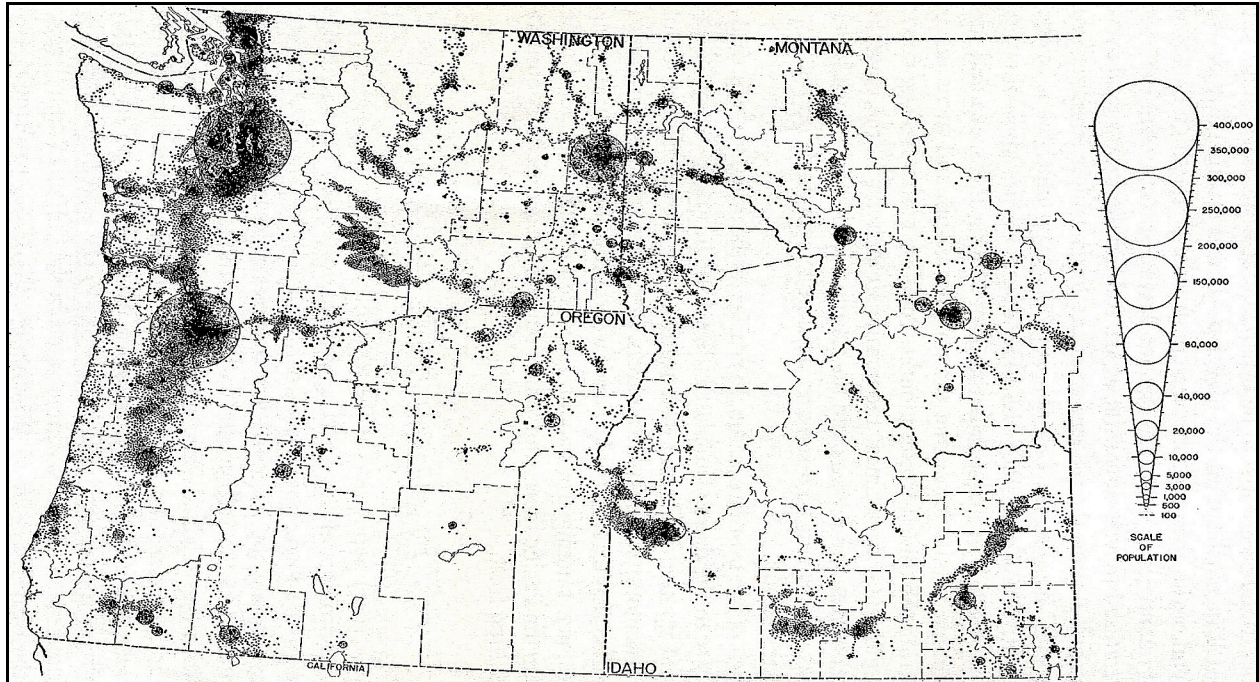 WASHINGTON
MONTANA
OREGON
CALIFORNIA
IDAHO
400,000
350,000
300,000
250,000
200,000
150,000
80,000
40,000
20,000
10,000
5,000
3,000
1,000
500
100
SCALE
OF
POPULATION